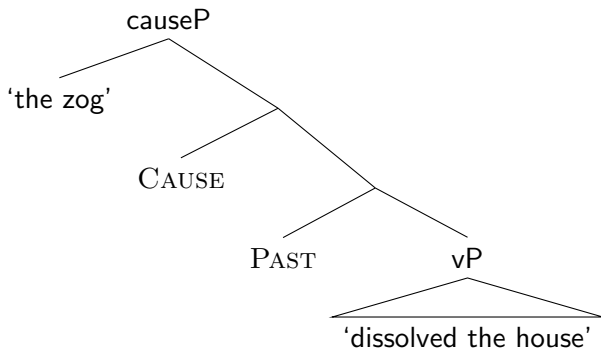 causeP
‘the zog’
CAUSE
PAST
vP
‘dissolved the house’